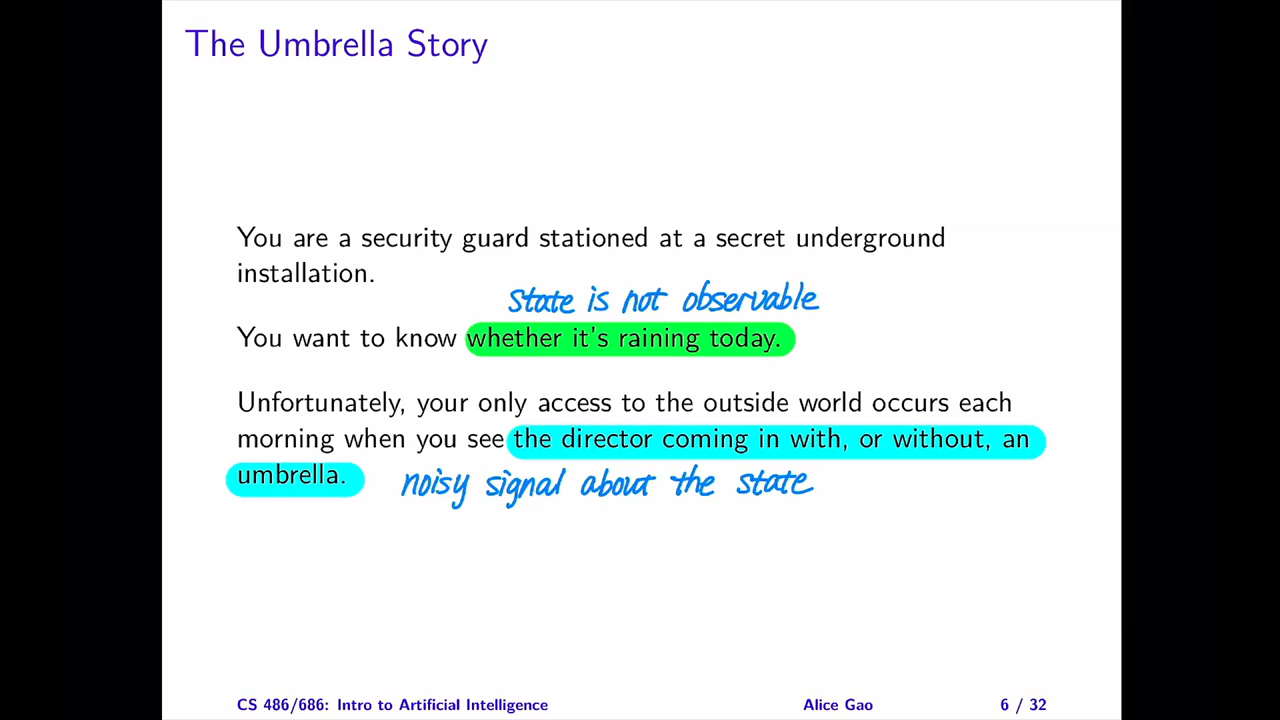 The Umbrella Story
You are a security guard stationed at a secret underground
installation.
state is not observable
You want to know whether it's raining today.
Unfortunately, your only access to the outside world occurs each
morning when you see the director coming in with, or without, an
umbrella. noisy signal about the state
CS 486/686: Intro to Artificial Intelligence Alice Gao 6 / 32